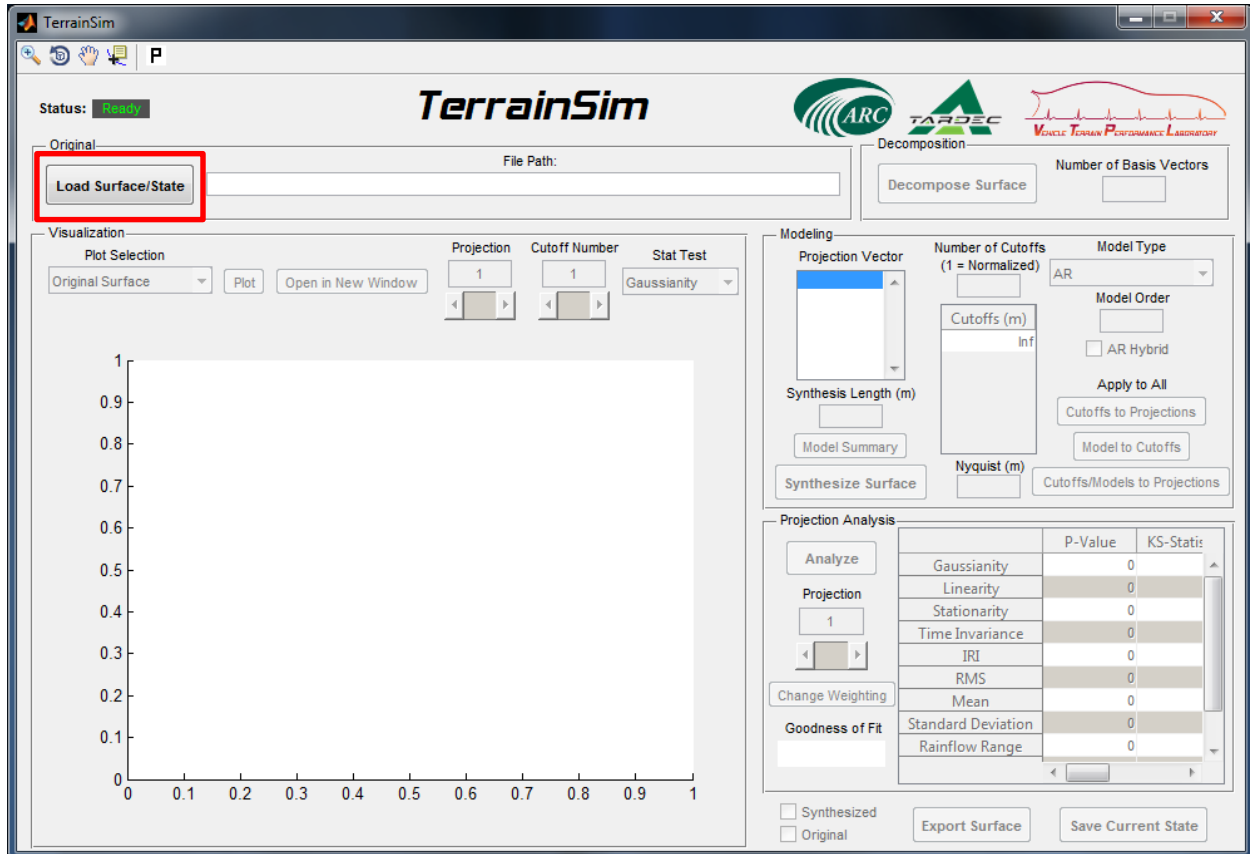 TerrainSim
P
Status: Ready
TerrainSim
ARC
TARDEC
VEHICLE TERRAIN PERFORMANCE LABORATORY
Original
File Path:
Load Surface/State
Decomposition
Decompose Surface
Number of Basis Vectors
Visualization
Plot Selection
Projection
Cutoff Number
Stat Test
Original Surface
Plot
Open in New Window
1
1
Gaussianity
1
0.9
0.8
0.7
0.6
0.5
0.4
0.3
0.2
0.1
0
0 0.1 0.2 0.3 0.4 0.5 0.6 0.7 0.8 0.9 1
Modeling
Projection Vector
Number of Cutoffs
(1 = Normalized)
Model Type
AR
Cutoffs (m)
Inf
Model Order
AR Hybrid
Synthesis Length (m)
Apply to All
Cutoffs to Projections
Model Summary
Model to Cutoffs
Nyquist (m)
Synthesize Surface
Cutoffs/Models to Projections
Projection Analysis
Analyze
Projection
1
Change Weighting
Goodness of Fit
P-Value KS-Statis
Gaussianity 0
Linearity 0
Stationarity 0
Time Invariance 0
IRI 0
RMS 0
Mean 0
Standard Deviation 0
Rainflow Range 0
Synthesized
Original
Export Surface
Save Current State